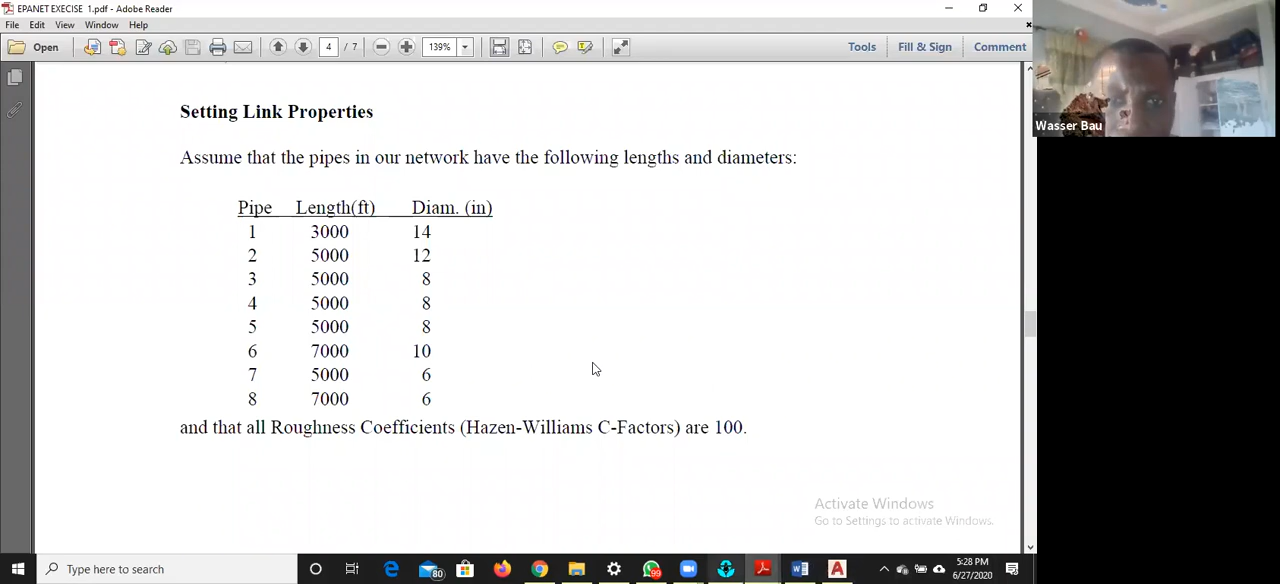 EPANET EXECISE 1.pdf - Adobe Reader
File Edit View Window Help
Open 4 / 7 139% Tools Fill & Sign Comment
Setting Link Properties
Assume that the pipes in our network have the following lengths and diameters:
Pipe Length(ft) Diam. (in)
1 3000 14
2 5000 12
3 5000 8
4 5000 8
5 5000 8
6 7000 10
7 5000 6
8 7000 6
and that all Roughness Coefficients (Hazen-Williams C-Factors) are 100.
Wasser Bau
Activate Windows
Go to Settings to activate Windows.
Type here to search
80
99
5:28 PM
6/27/2020